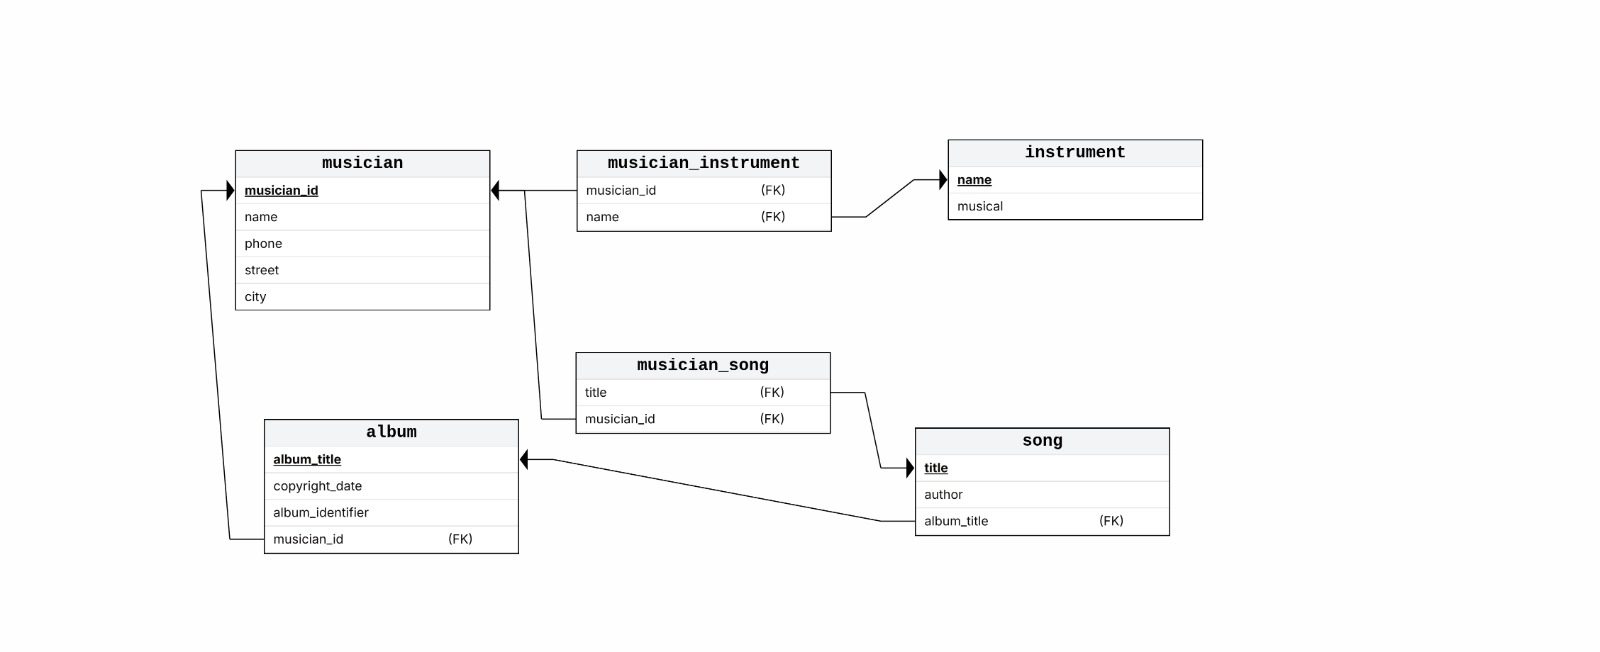 musician
musician_id
name
phone
street
city
musician_instrument
musician_id (FK)
name (FK)
instrument
name
musical
musician_song
title (FK)
musician_id (FK)
album
album_title
copyright_date
album_identifier
musician_id (FK)
song
title
author
album_title (FK)